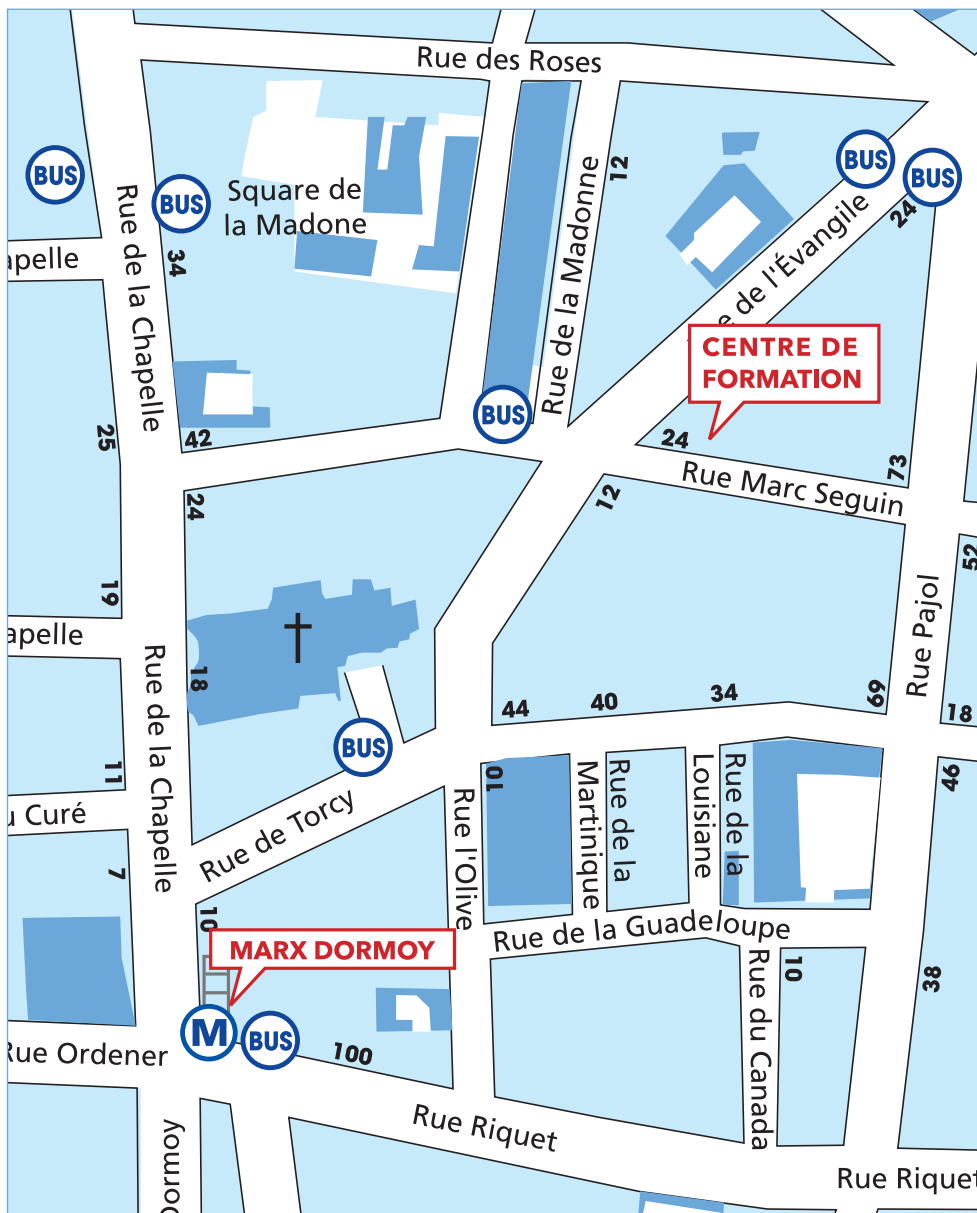 Rue des Roses
BUS
BUS
BUS
BUS
Square de
la Madone
12
24
34
Rue de la Chapelle
Rue de la Madonne
e de l'Évangile
apelle
CENTRE DE
FORMATION
BUS
25
42
24
73
Rue Marc Seguin
24
12
52
19
apelle
Rue Pajol
18
Rue de la Chapelle
44
40
34
69
18
BUS
11
10
Rue de la
Martinique
Rue de la
Louisiane
46
u Curé
Rue de Torcy
Rue l'Olive
7
10
Rue de la Guadeloupe
MARX DORMOY
10
38
Rue du Canada
M
BUS
Rue Ordener
100
Rue Riquet
Rue Riquet
Dormoy